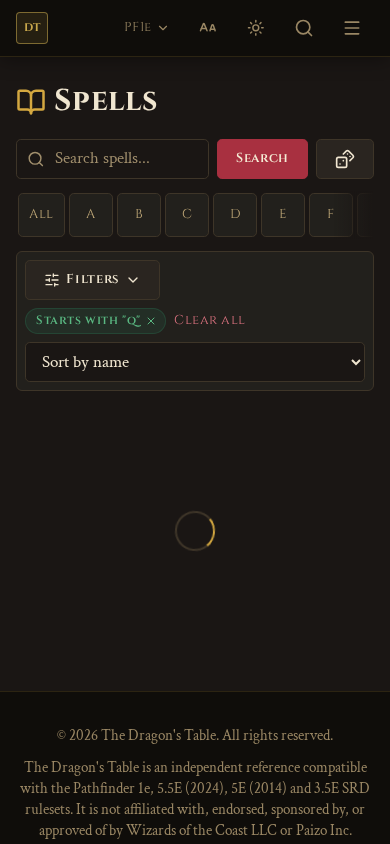 DT
PF1e
AA
Spells
Search spells...
Search
All
A
B
C
D
E
F
Filters
Starts with "Q"
Clear all
Sort by name
© 2026 The Dragon's Table. All rights reserved.
The Dragon's Table is an independent reference compatible
with the Pathfinder 1e, 5.5E (2024), 5E (2014) and 3.5E SRD
rulesets. It is not affiliated with, endorsed, sponsored by, or
approved of by Wizards of the Coast LLC or Paizo Inc.